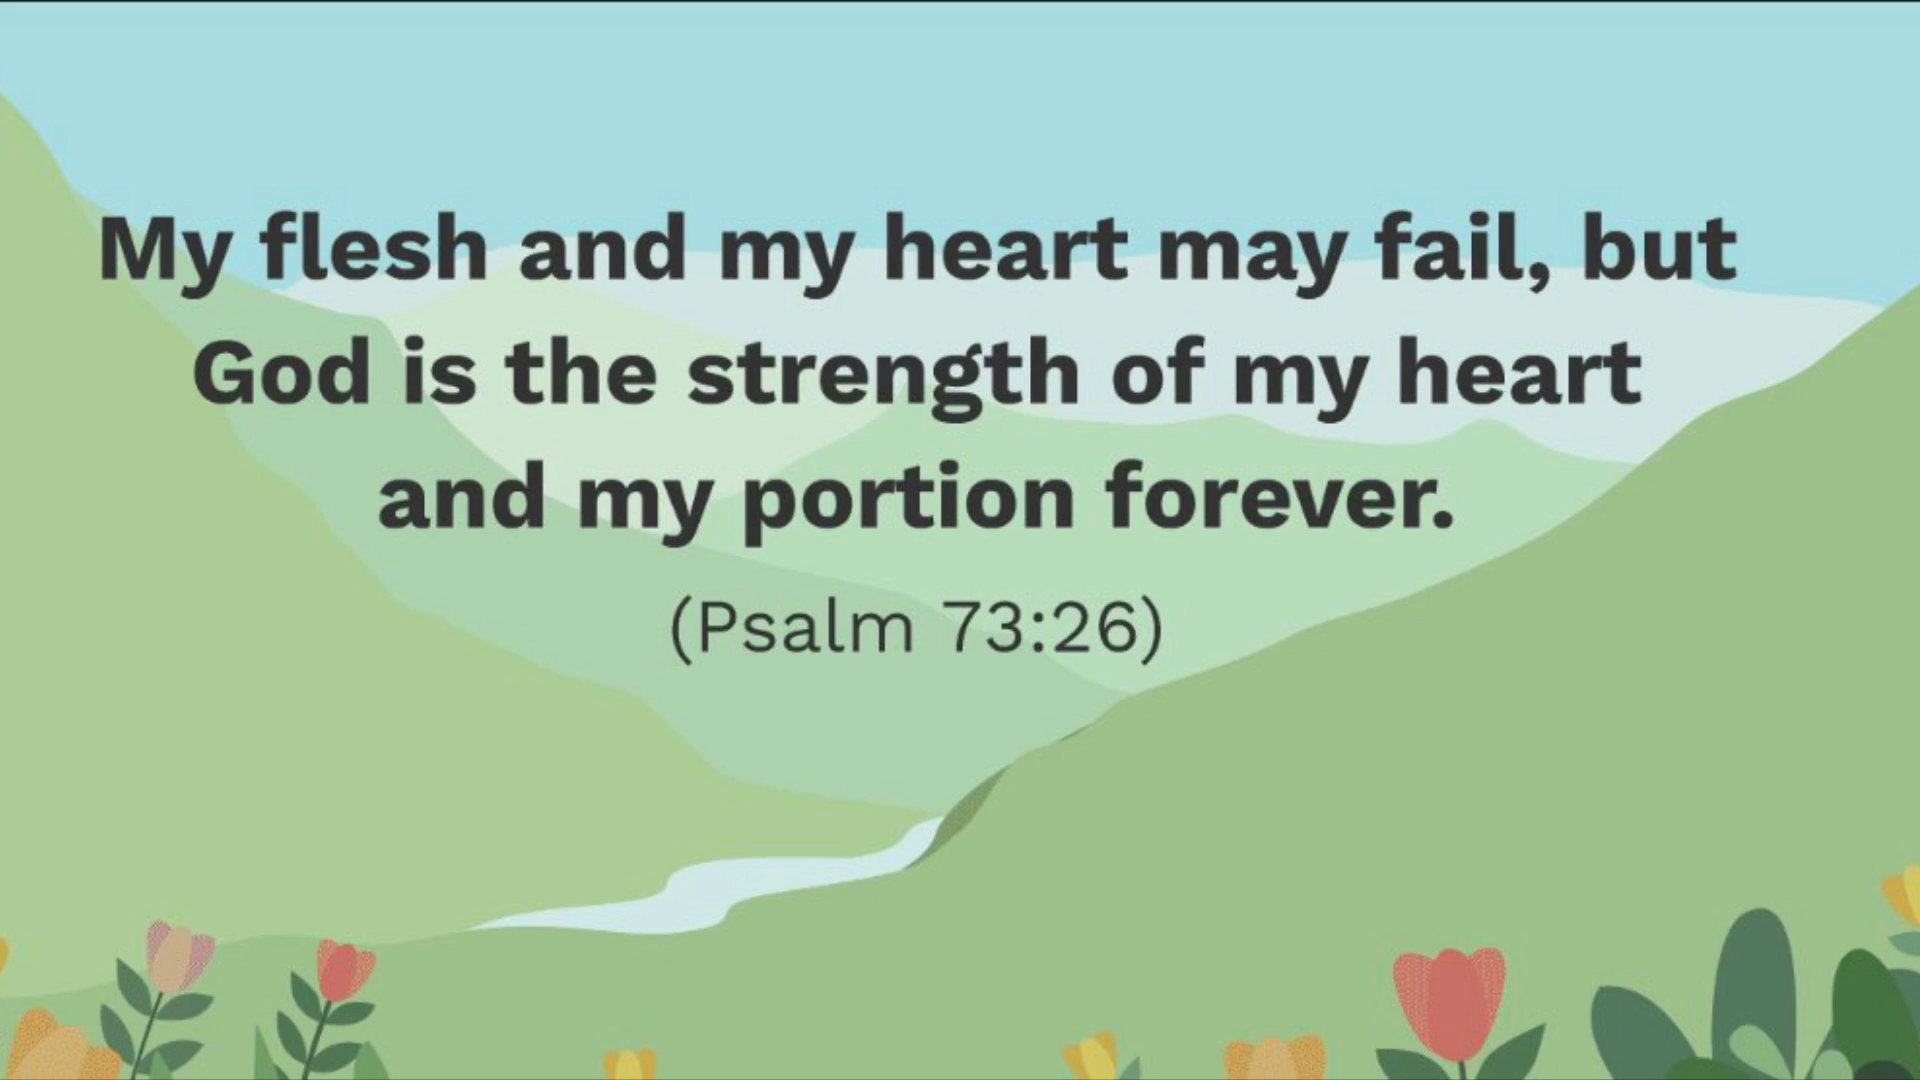 My flesh and my heart may fail, but
God is the strength of my heart
and my portion forever.
(Psalm 73:26)